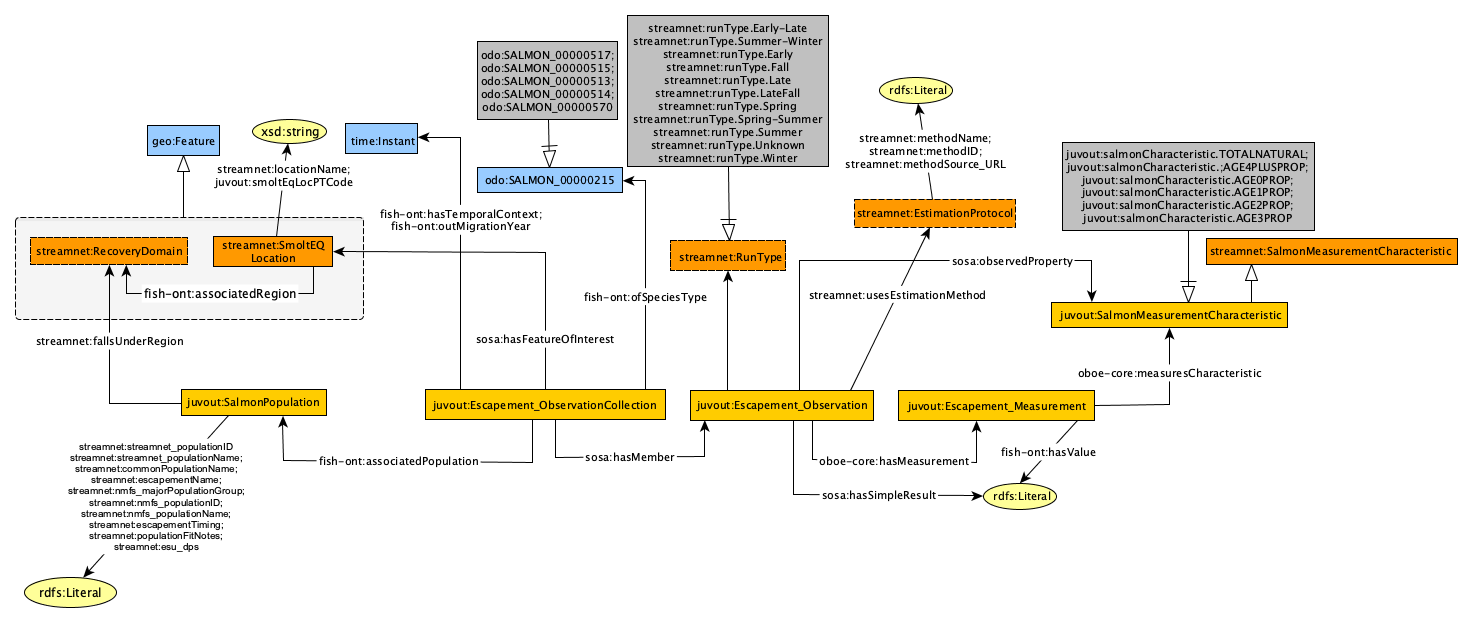 streamnet:runType.Early-Late
streamnet:runType.Summer-Winter
streamnet:runType.Early
streamnet:runType.Fall
streamnet:runType.Late
streamnet:runType.LateFall
streamnet:runType.Spring
streamnet:runType.Spring-Summer
streamnet:runType.Summer
streamnet:runType.Unknown
streamnet:runType.Winter
odo:SALMON_00000517;
odo:SALMON_00000515;
odo:SALMON_00000513;
odo:SALMON_00000514;
odo:SALMON_00000570
rdfs:Literal
xsd:string
geo:Feature
time:Instant
streamnet:methodName;
streamnet:methodID;
streamnet:methodSource_URL
juvout:salmonCharacteristic.TOTALNATURAL;
juvout:salmonCharacteristic.;AGE4PLUSPROP;
juvout:salmonCharacteristic.AGE0PROP;
juvout:salmonCharacteristic.AGE1PROP;
juvout:salmonCharacteristic.AGE2PROP;
juvout:salmonCharacteristic.AGE3PROP
streamnet:locationName;
juvout:smoltEqLocPTCode
odo:SALMON_00000215
fish-ont:hasTemporalContext;
fish-ont:outMigrationYear
streamnet:EstimationProtocol
streamnet:RecoveryDomain
streamnet:SmoltEQ
Location
streamnet:RunType
streamnet:SalmonMeasurementCharacteristic
sosa:observedProperty
fish-ont:associatedRegion
fish-ont:ofSpeciesType
streamnet:usesEstimationMethod
juvout:SalmonMeasurementCharacteristic
streamnet:fallsUnderRegion
sosa:hasFeatureOfInterest
oboe-core:measuresCharacteristic
juvout:SalmonPopulation
juvout:Escapement_ObservationCollection
juvout:Escapement_Observation
juvout:Escapement_Measurement
streamnet:streamnet_populationID
streamnet:streamnet_populationName;
streamnet:commonPopulationName;
streamnet:escapementName;
streamnet:nmfs_majorPopulationGroup;
streamnet:nmfs_populationID;
streamnet:nmfs_populationName;
streamnet:escapementTiming;
streamnet:populationFitNotes;
streamnet:esu_dps
fish-ont:associatedPopulation
sosa:hasMember
oboe-core:hasMeasurement
fish-ont:hasValue
sosa:hasSimpleResult
rdfs:Literal
rdfs:Literal